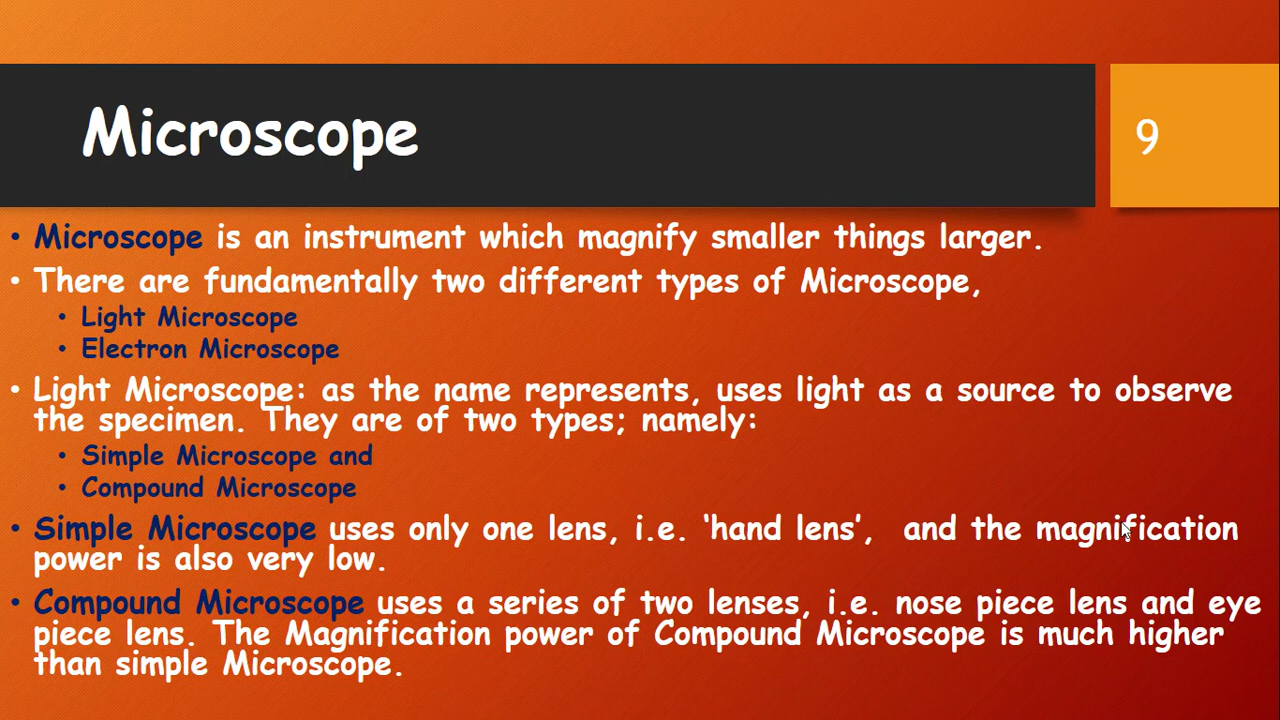 Microscope
9
• Microscope is an instrument which magnify smaller things larger.
• There are fundamentally two different types of Microscope,
• Light Microscope
• Electron Microscope
• Light Microscope: as the name represents, uses light as a source to observe
the specimen. They are of two types; namely:
• Simple Microscope and
• Compound Microscope
• Simple Microscope uses only one lens, i.e. ‘hand lens’,  and the magnification
power is also very low.
• Compound Microscope uses a series of two lenses, i.e. nose piece lens and eye
piece lens. The Magnification power of Compound Microscope is much higher
than simple Microscope.